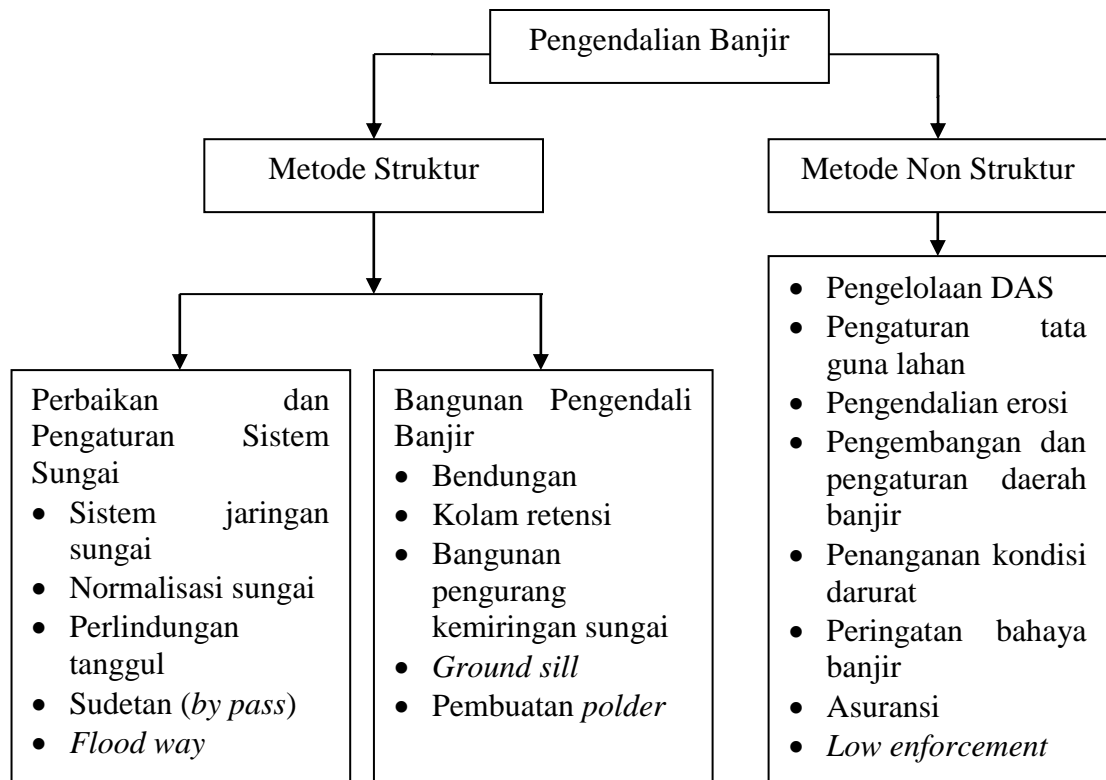 Pengendalian Banjir
Metode Struktur
Metode Non Struktur
Perbaikan dan
Pengaturan Sistem
Sungai
• Sistem jaringan
sungai
• Normalisasi sungai
• Perlindungan
tanggul
• Sudetan (by pass)
• Flood way
Bangunan Pengendali
Banjir
• Bendungan
• Kolam retensi
• Bangunan
pengurang
kemiringan sungai
• Ground sill
• Pembuatan polder
• Pengelolaan DAS
• Pengaturan tata
guna lahan
• Pengendalian erosi
• Pengembangan dan
pengaturan daerah
banjir
• Penanganan kondisi
darurat
• Peringatan bahaya
banjir
• Asuransi
• Low enforcement